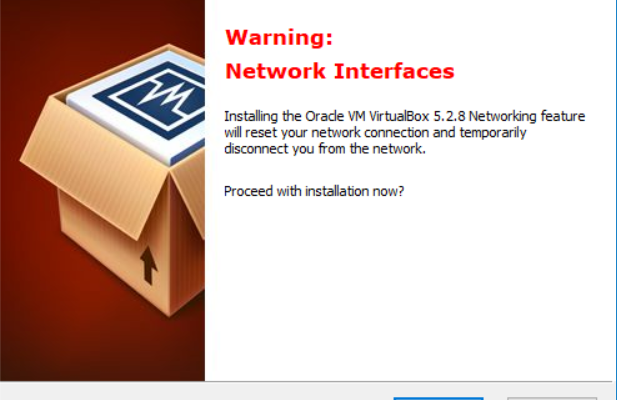 Warning:
Network Interfaces
Installing the Oracle VM VirtualBox 5.2.8 Networking feature
will reset your network connection and temporarily
disconnect you from the network.
Proceed with installation now?